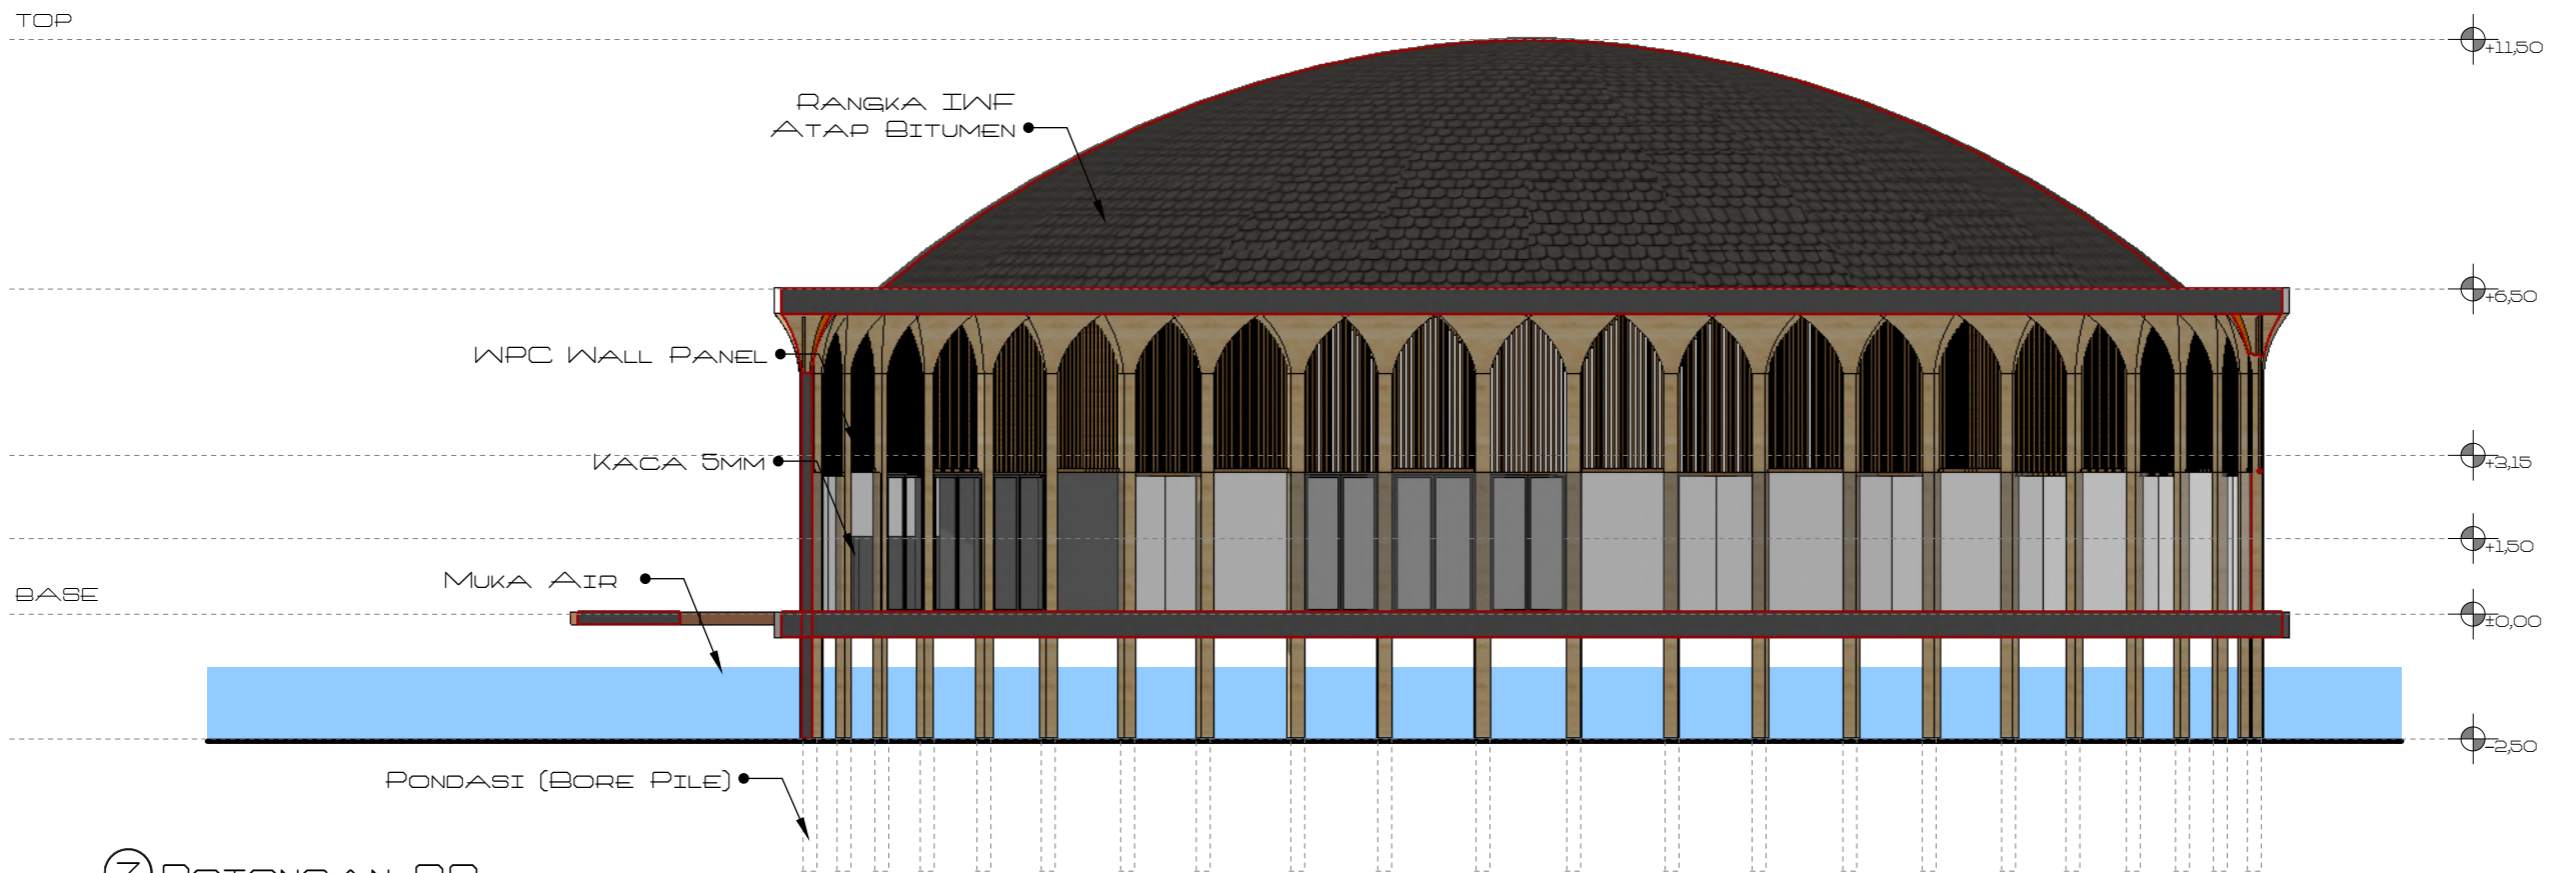 TOP
+11,50
RANGKA IWF
ATAP BITUMEN
+6,50
WPC WALL PANEL
KACA 5MM
+3,15
+1,50
MUKA AIR
BASE
±0,00
-2,50
PONDASI (BORE PILE)
POTONGAN